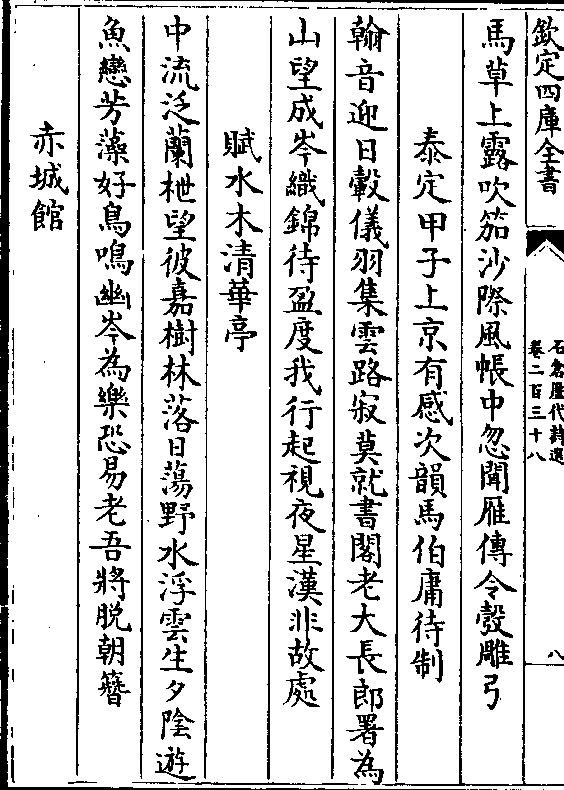 欽定四庫全書
石倉歷代詩選
卷二百三十八
八
馬草上露吹笳沙際風帳中忽聞雁傳令彀雕弓
泰定甲子上京有感次韻馬伯庸待制
翰音迎日轂儀羽集雲路寂莫就書閣老大長郎署為
山望成岑織錦待盈度我行起視夜星漢非故處
賦水木清華亭
中流泛蘭枻望彼嘉樹林落日蕩野水浮雲生夕陰遊
魚戀芳藻好鳥鳴幽岑為樂恐易老吾將脱朝簪
赤城館